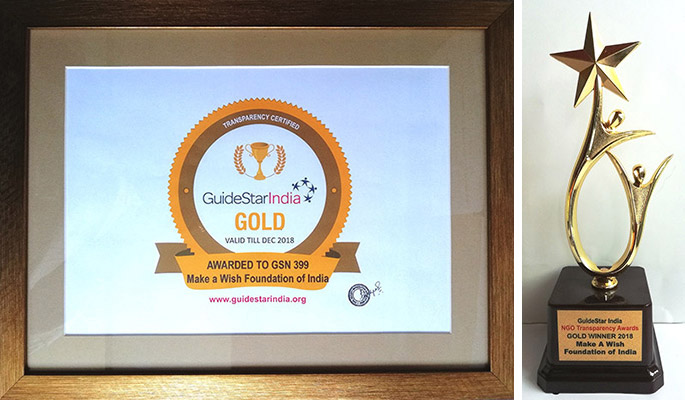 TRANSPARENCY CERTIFIED
GuideStarIndia
GOLD
VALID TILL DEC 2018
AWARDED TO GSN 399
Make a Wish Foundation of India
www.guidestarindia.org
GuideStar India
NGO Transparency Awards
GOLD WINNER 2018
Make A Wish
Foundation of India